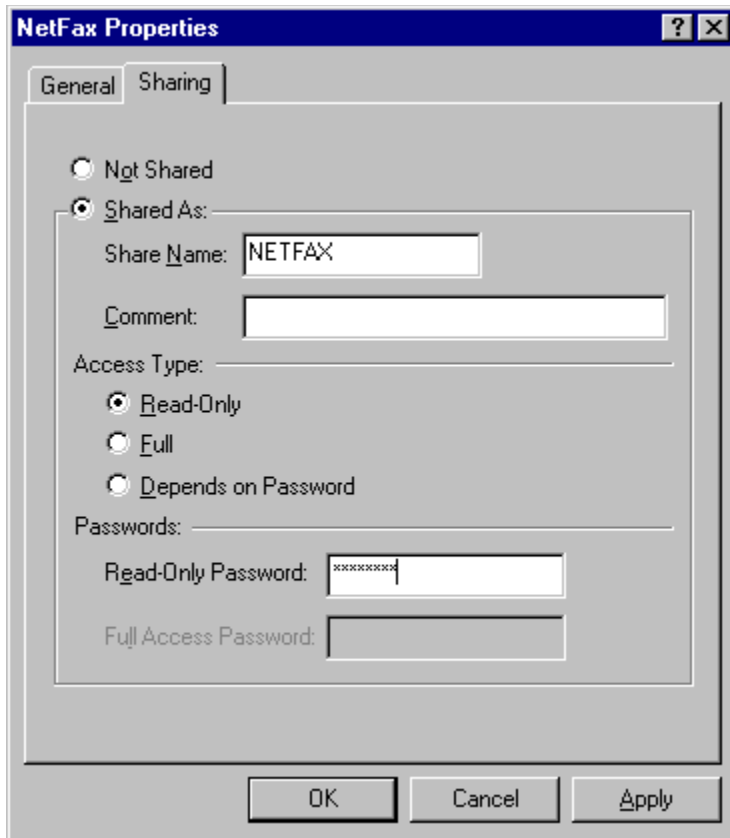 NetFax Properties
General Sharing
Not Shared
Shared As:
Share Name: NETFAX
Comment:
Access Type:
Read-Only
Full
Depends on Password
Passwords:
Read-Only Password: ********
Full Access Password:
OK Cancel Apply